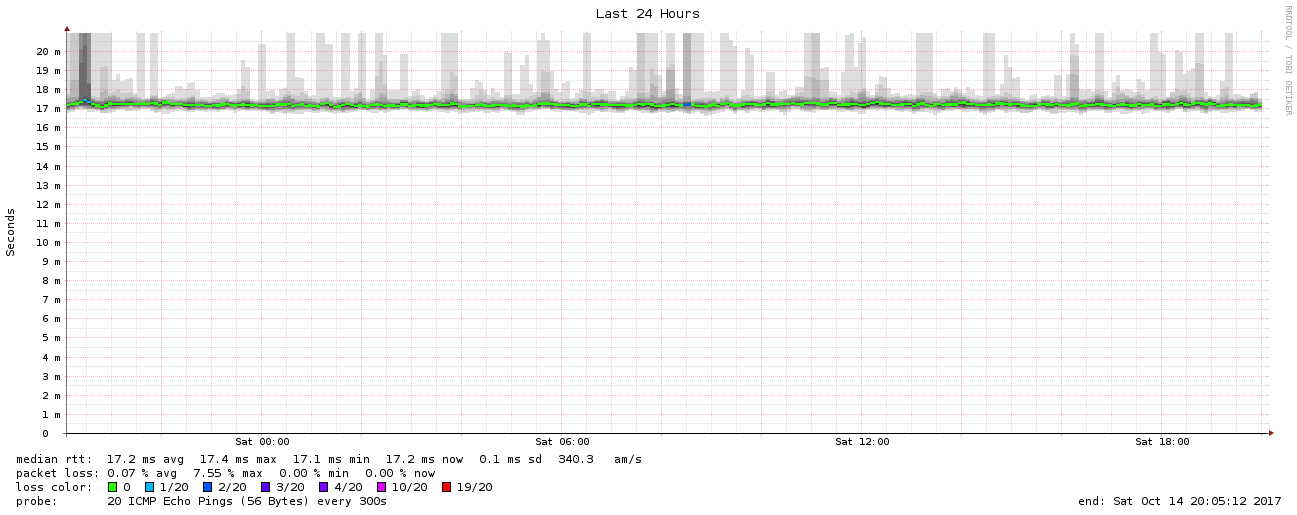 Last 24 Hours
RRDTOOL / TOBI OETIKER
Seconds
20 m
19 m
18 m
17 m
16 m
15 m
14 m
13 m
12 m
11 m
10 m
9 m
8 m
7 m
6 m
5 m
4 m
3 m
2 m
1 m
0
Sat 00:00 Sat 06:00 Sat 12:00 Sat 18:00
median rtt: 17.2 ms avg 17.4 ms max 17.1 ms min 17.2 ms now 0.1 ms sd 340.3 am/s
packet loss: 0.07 % avg 7.55 % max 0.00 % min 0.00 % now
loss color: 0 1/20 2/20 3/20 4/20 10/20 19/20
probe: 20 ICMP Echo Pings (56 Bytes) every 300s end: Sat Oct 14 20:05:12 2017